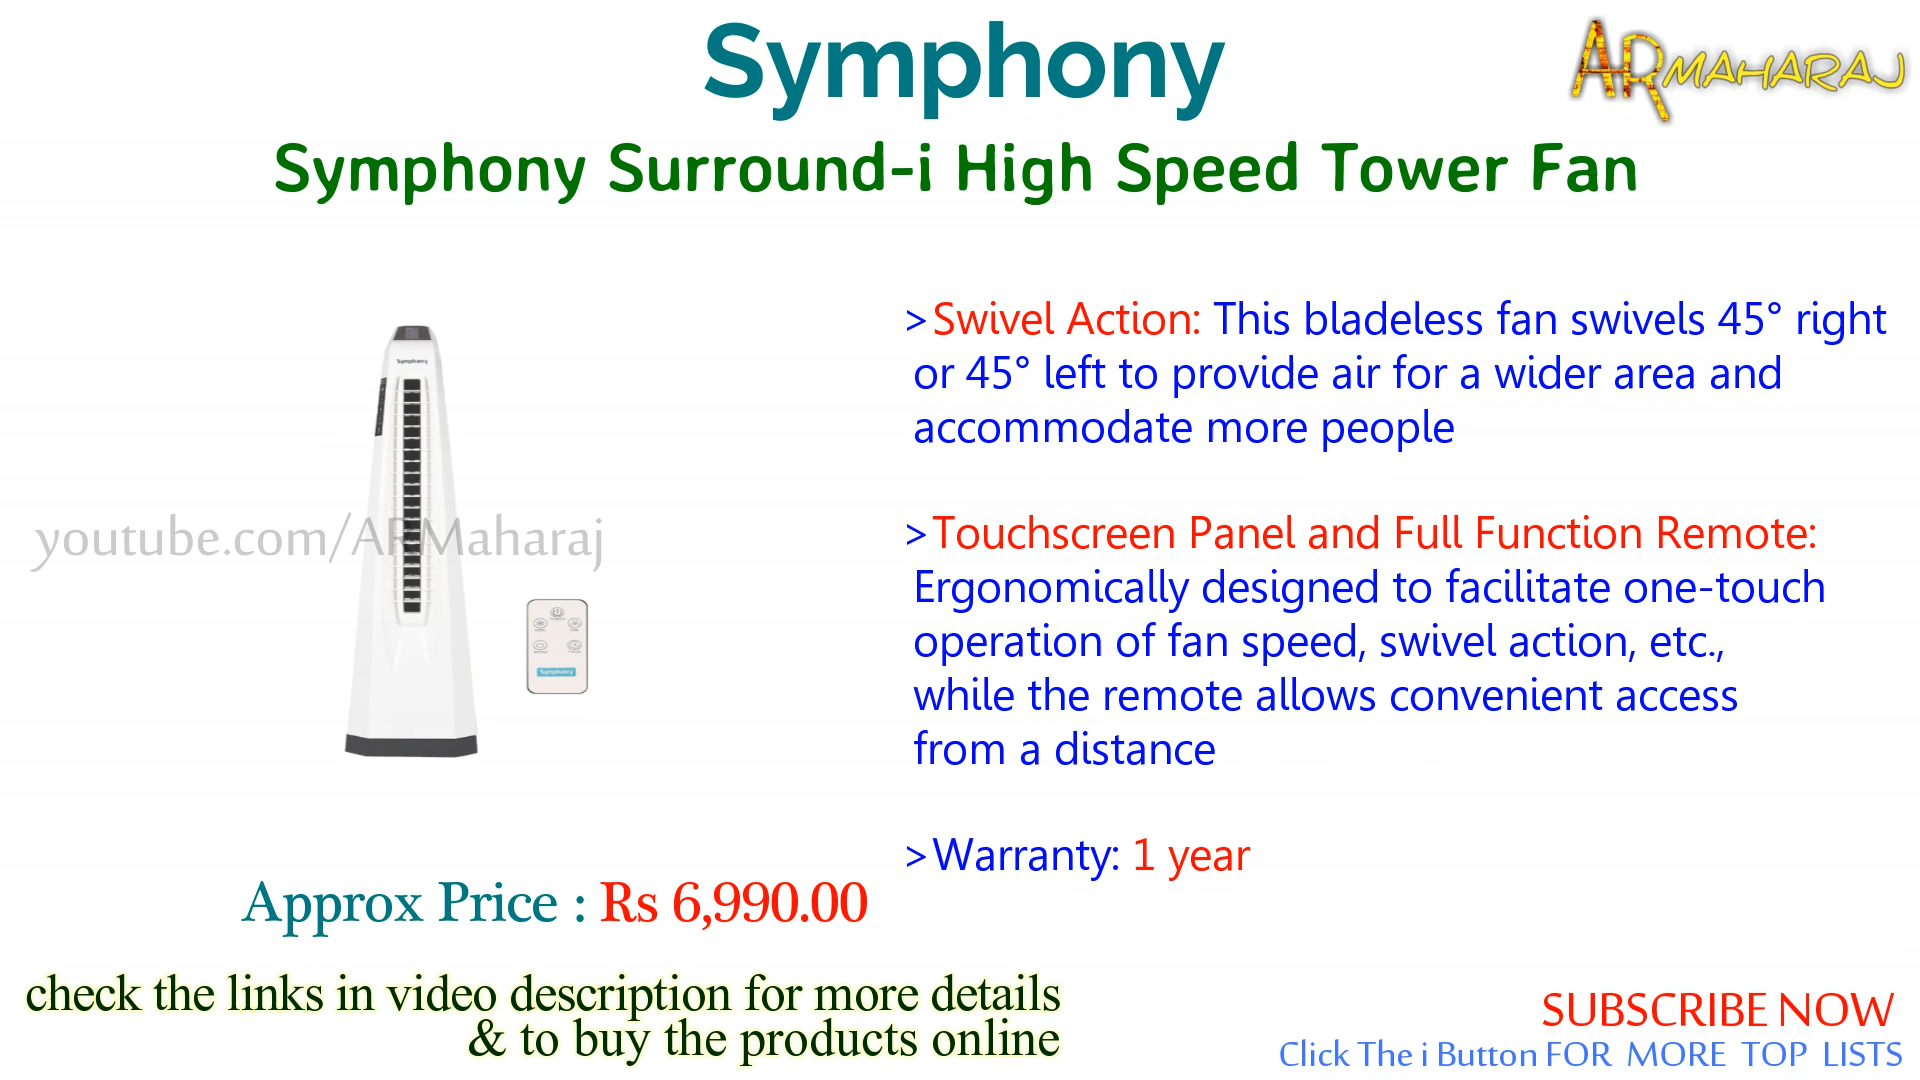 Symphony
ARMAHARAJ
Symphony Surround-i High Speed Tower Fan
>Swivel Action: This bladeless fan swivels 45° right
or 45° left to provide air for a wider area and
accommodate more people
Symphony
youtube.com/ARMaharaj
>Touchscreen Panel and Full Function Remote:
Ergonomically designed to facilitate one-touch
operation of fan speed, swivel action, etc.,
while the remote allows convenient access
from a distance
Symphony
>Warranty: 1 year
Approx Price : Rs 6,990.00
check the links in video description for more details
& to buy the products online
SUBSCRIBE NOW
Click The i Button FOR MORE TOP LISTS